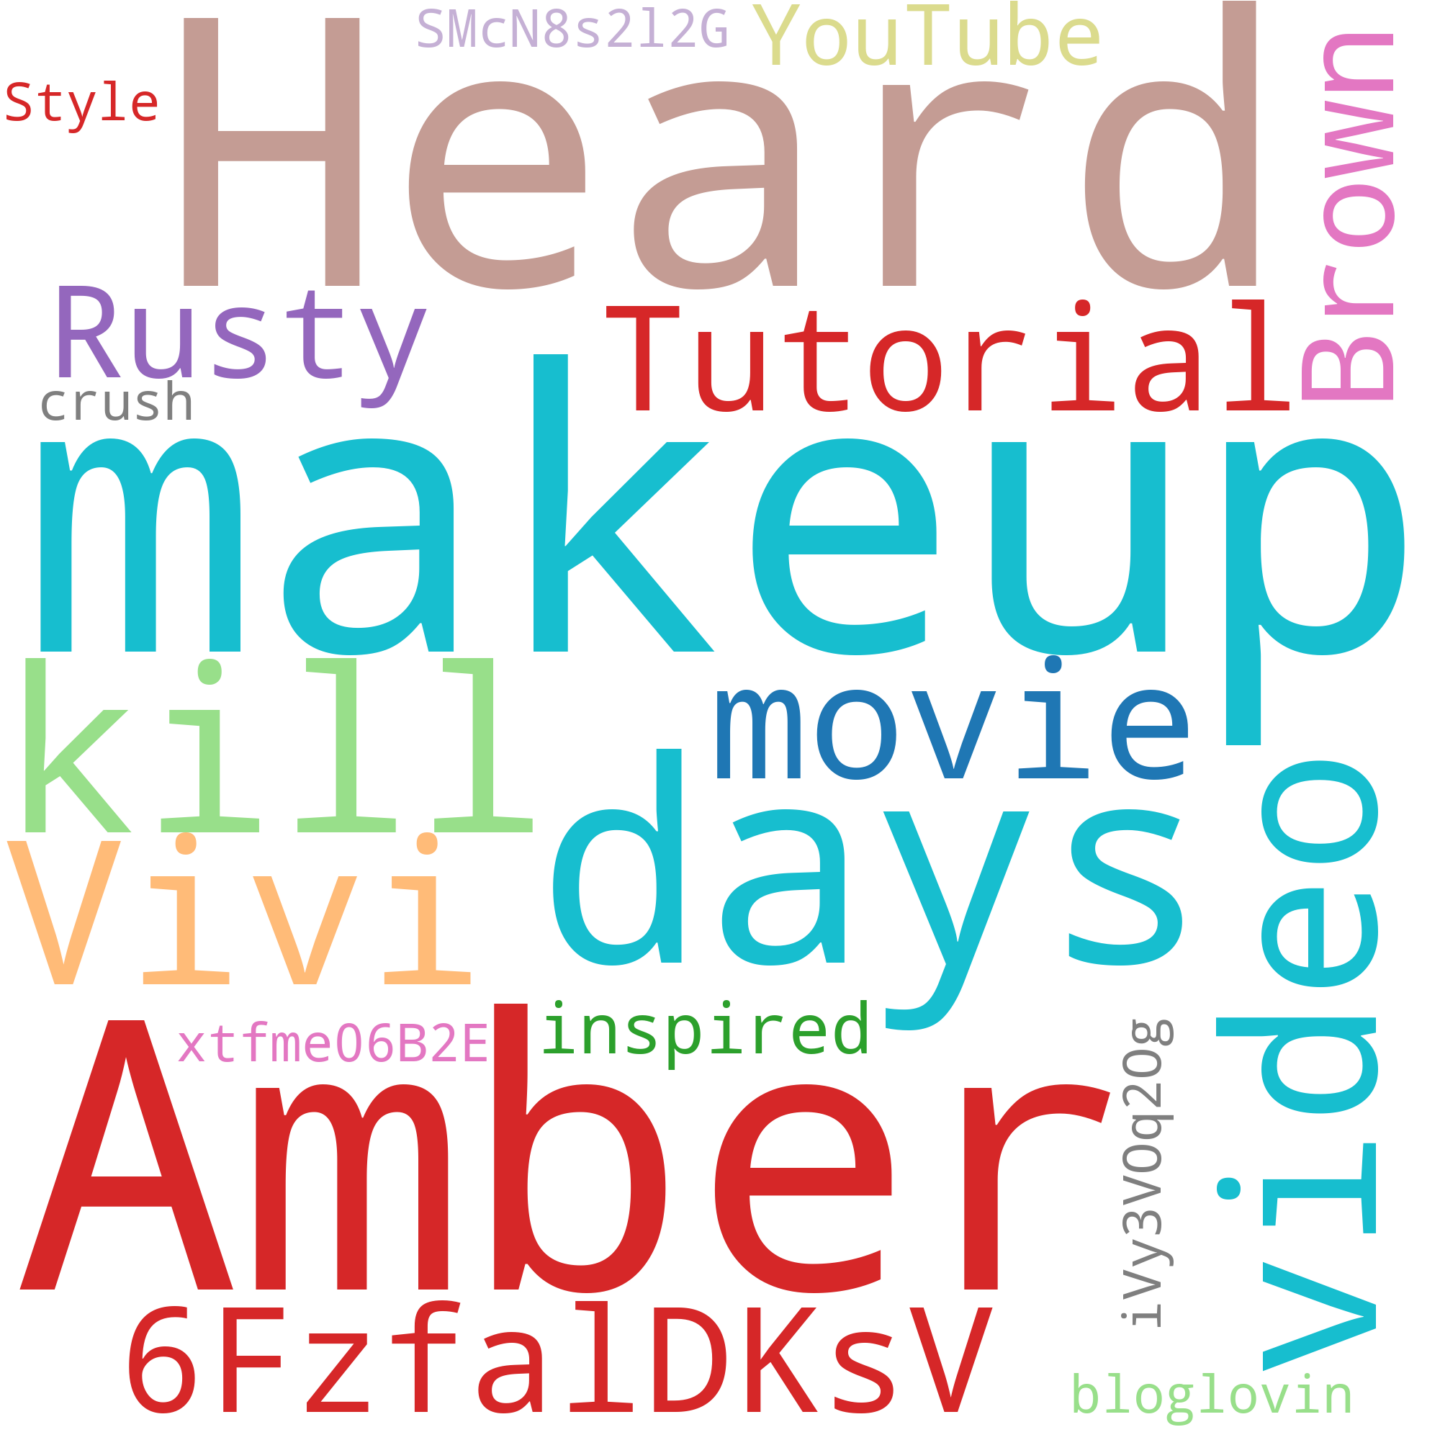 SMcN8s2l2G
YouTube
Heard
Style
Brown
Rusty
Tutorial
crush
makeup
kill
movie
days
Vivi
video
Amber
xtfme06B2E
inspired
iVy3VOq2Og
6FzfalDKsV
bloglovin